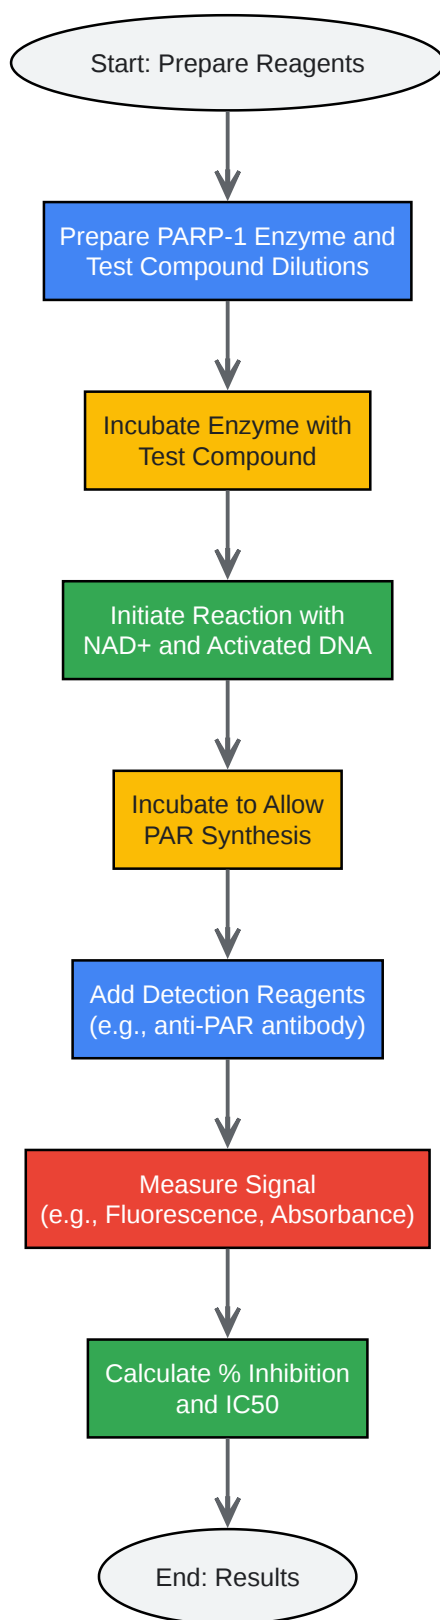 Start: Prepare Reagents
Prepare PARP-1 Enzyme and
Test Compound Dilutions
Incubate Enzyme with
Test Compound
Initiate Reaction with
NAD+ and Activated DNA
Incubate to Allow
PAR Synthesis
Add Detection Reagents
(e.g., anti-PAR antibody)
Measure Signal
(e.g., Fluorescence, Absorbance)
Calculate % Inhibition
and IC50
End: Results